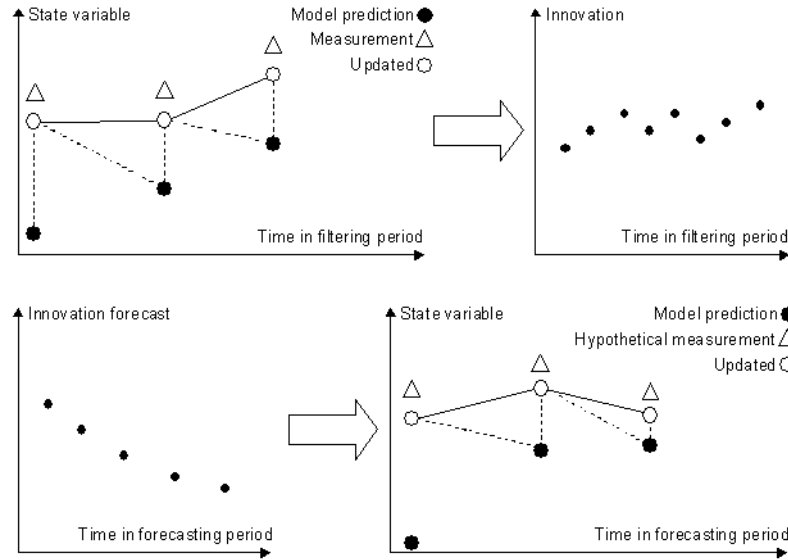 State variable
Model prediction
Measurement
Updated
Time in filtering period
Innovation
Time in filtering period
Innovation forecast
Time in forecasting period
State variable
Model prediction
Hypothetical measurement
Updated
Time in forecasting period